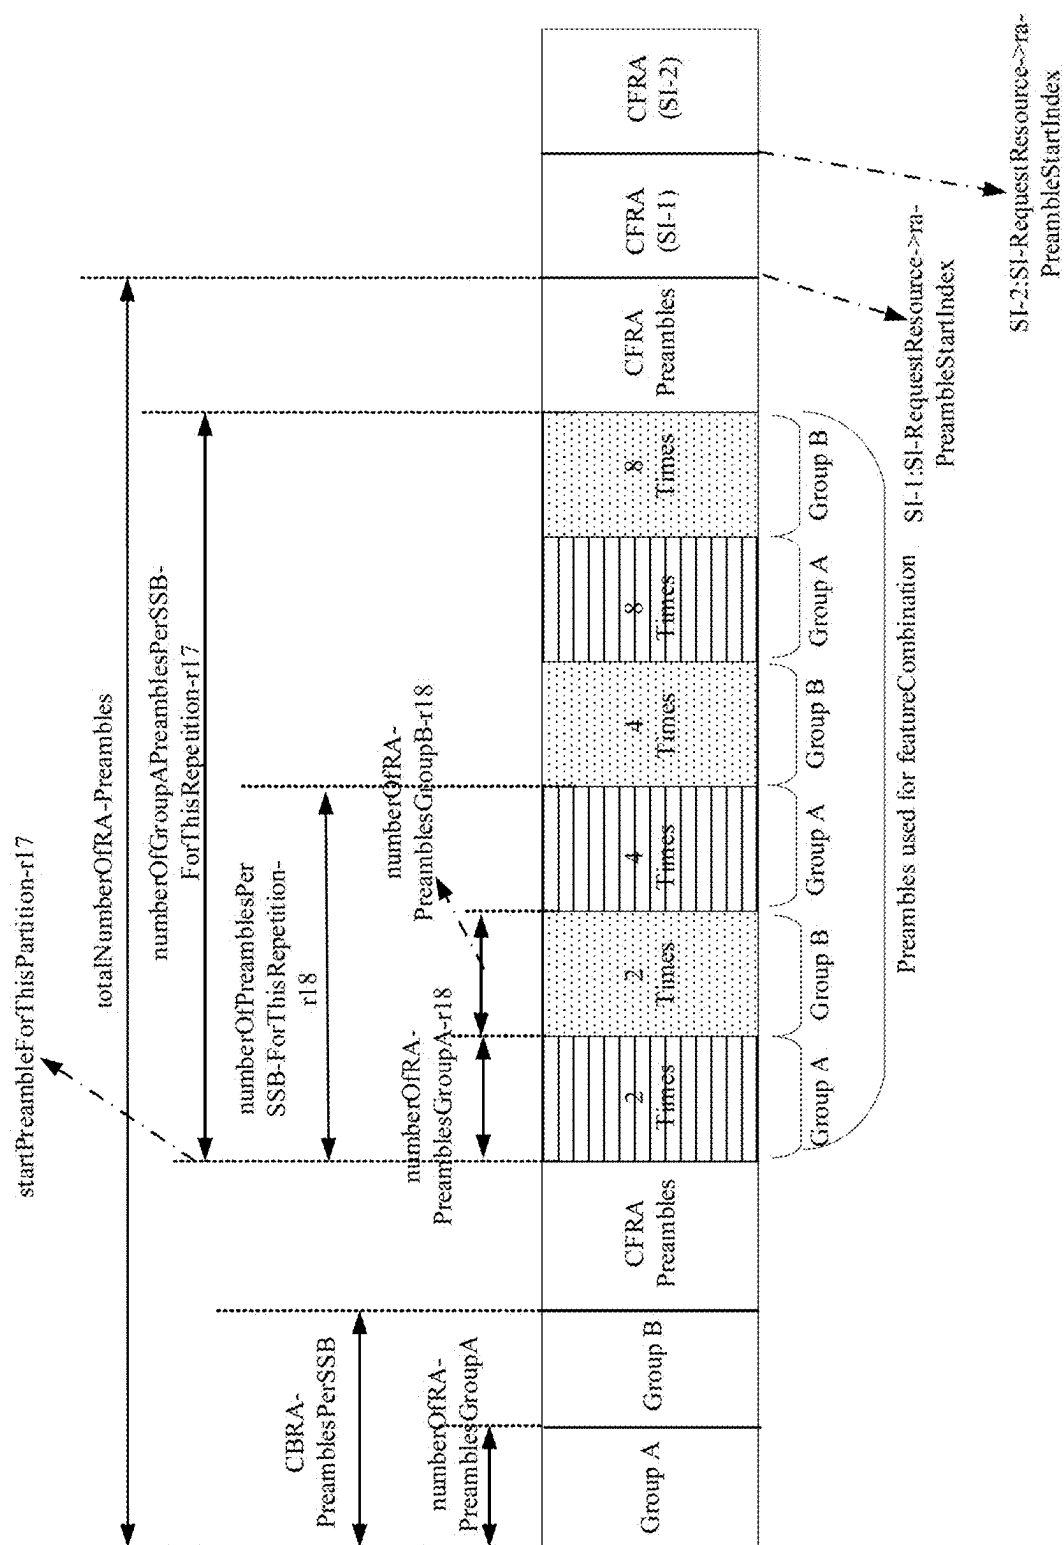 startPreambleForThisPartition-r17
totalNumberOfRA-Preambles
numberOfGroupAPreamblesPerSSB-
ForThisRepetition-r17
numberOfPreamblesPer
SSB-ForThisRepetition-
r18
numberOfRA-
PreamblesGroupB-r18
numberOfRA-
PreamblesGroupA-r18
CBRA-
PreamblesPerSSB
numberOfRA-
PreamblesGroupA
Group A
Group B
CFRA
Preambles
2
Times
2
Times
4
Times
4
Times
8
Times
8
Times
CFRA
Preambles
CFRA
(SI-1)
CFRA
(SI-2)
Group A
Group B
Group A
Group B
Group A
Group B
Preambles used for featureCombination
SI-1:SI-RequestResource->ra-
PreambleStartIndex
SI-2:SI-RequestResource->ra-
PreambleStartIndex